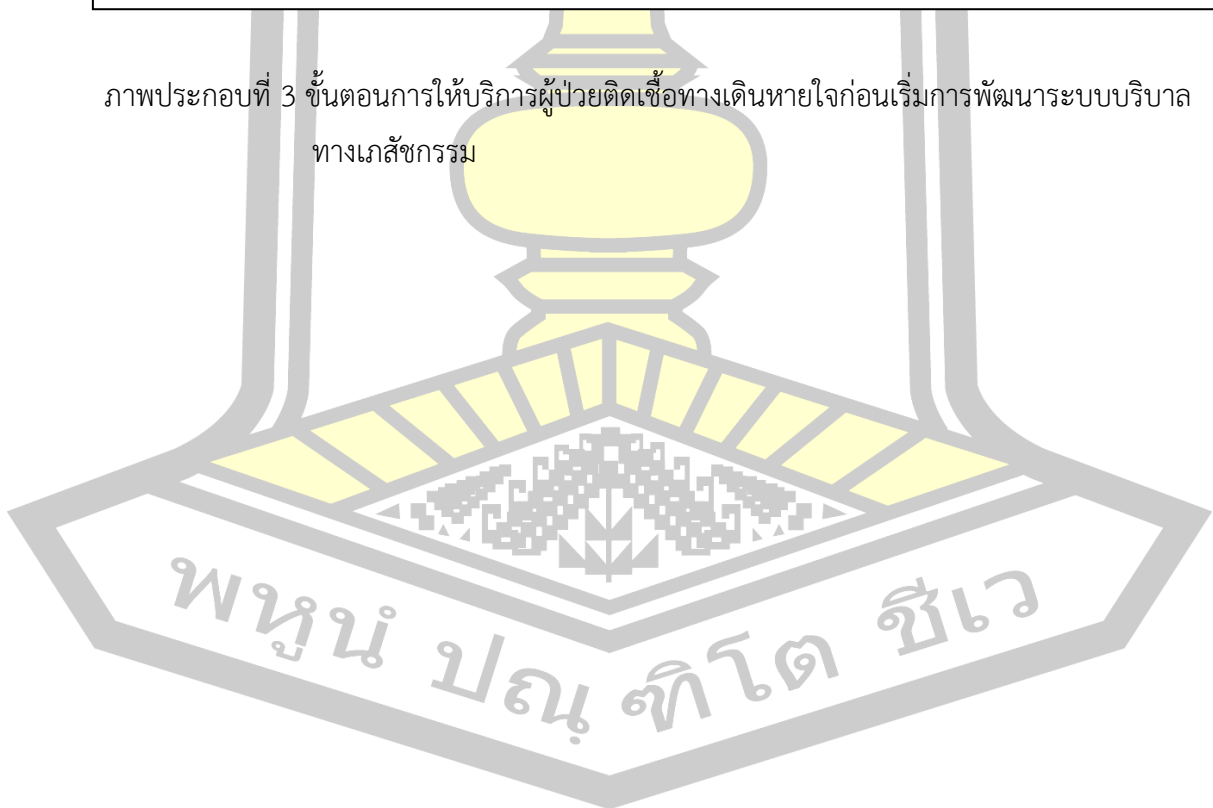 ภาพประกอบที่ 3 ขั้นตอนการให้บริการผู้ป่วยติดเชื้อทางเดินหายใจก่อนเริ่มการพัฒนาระบบบริบาล
ทางเภสัชกรรม
พหูนํ ปณฺฑิโต ชีเว